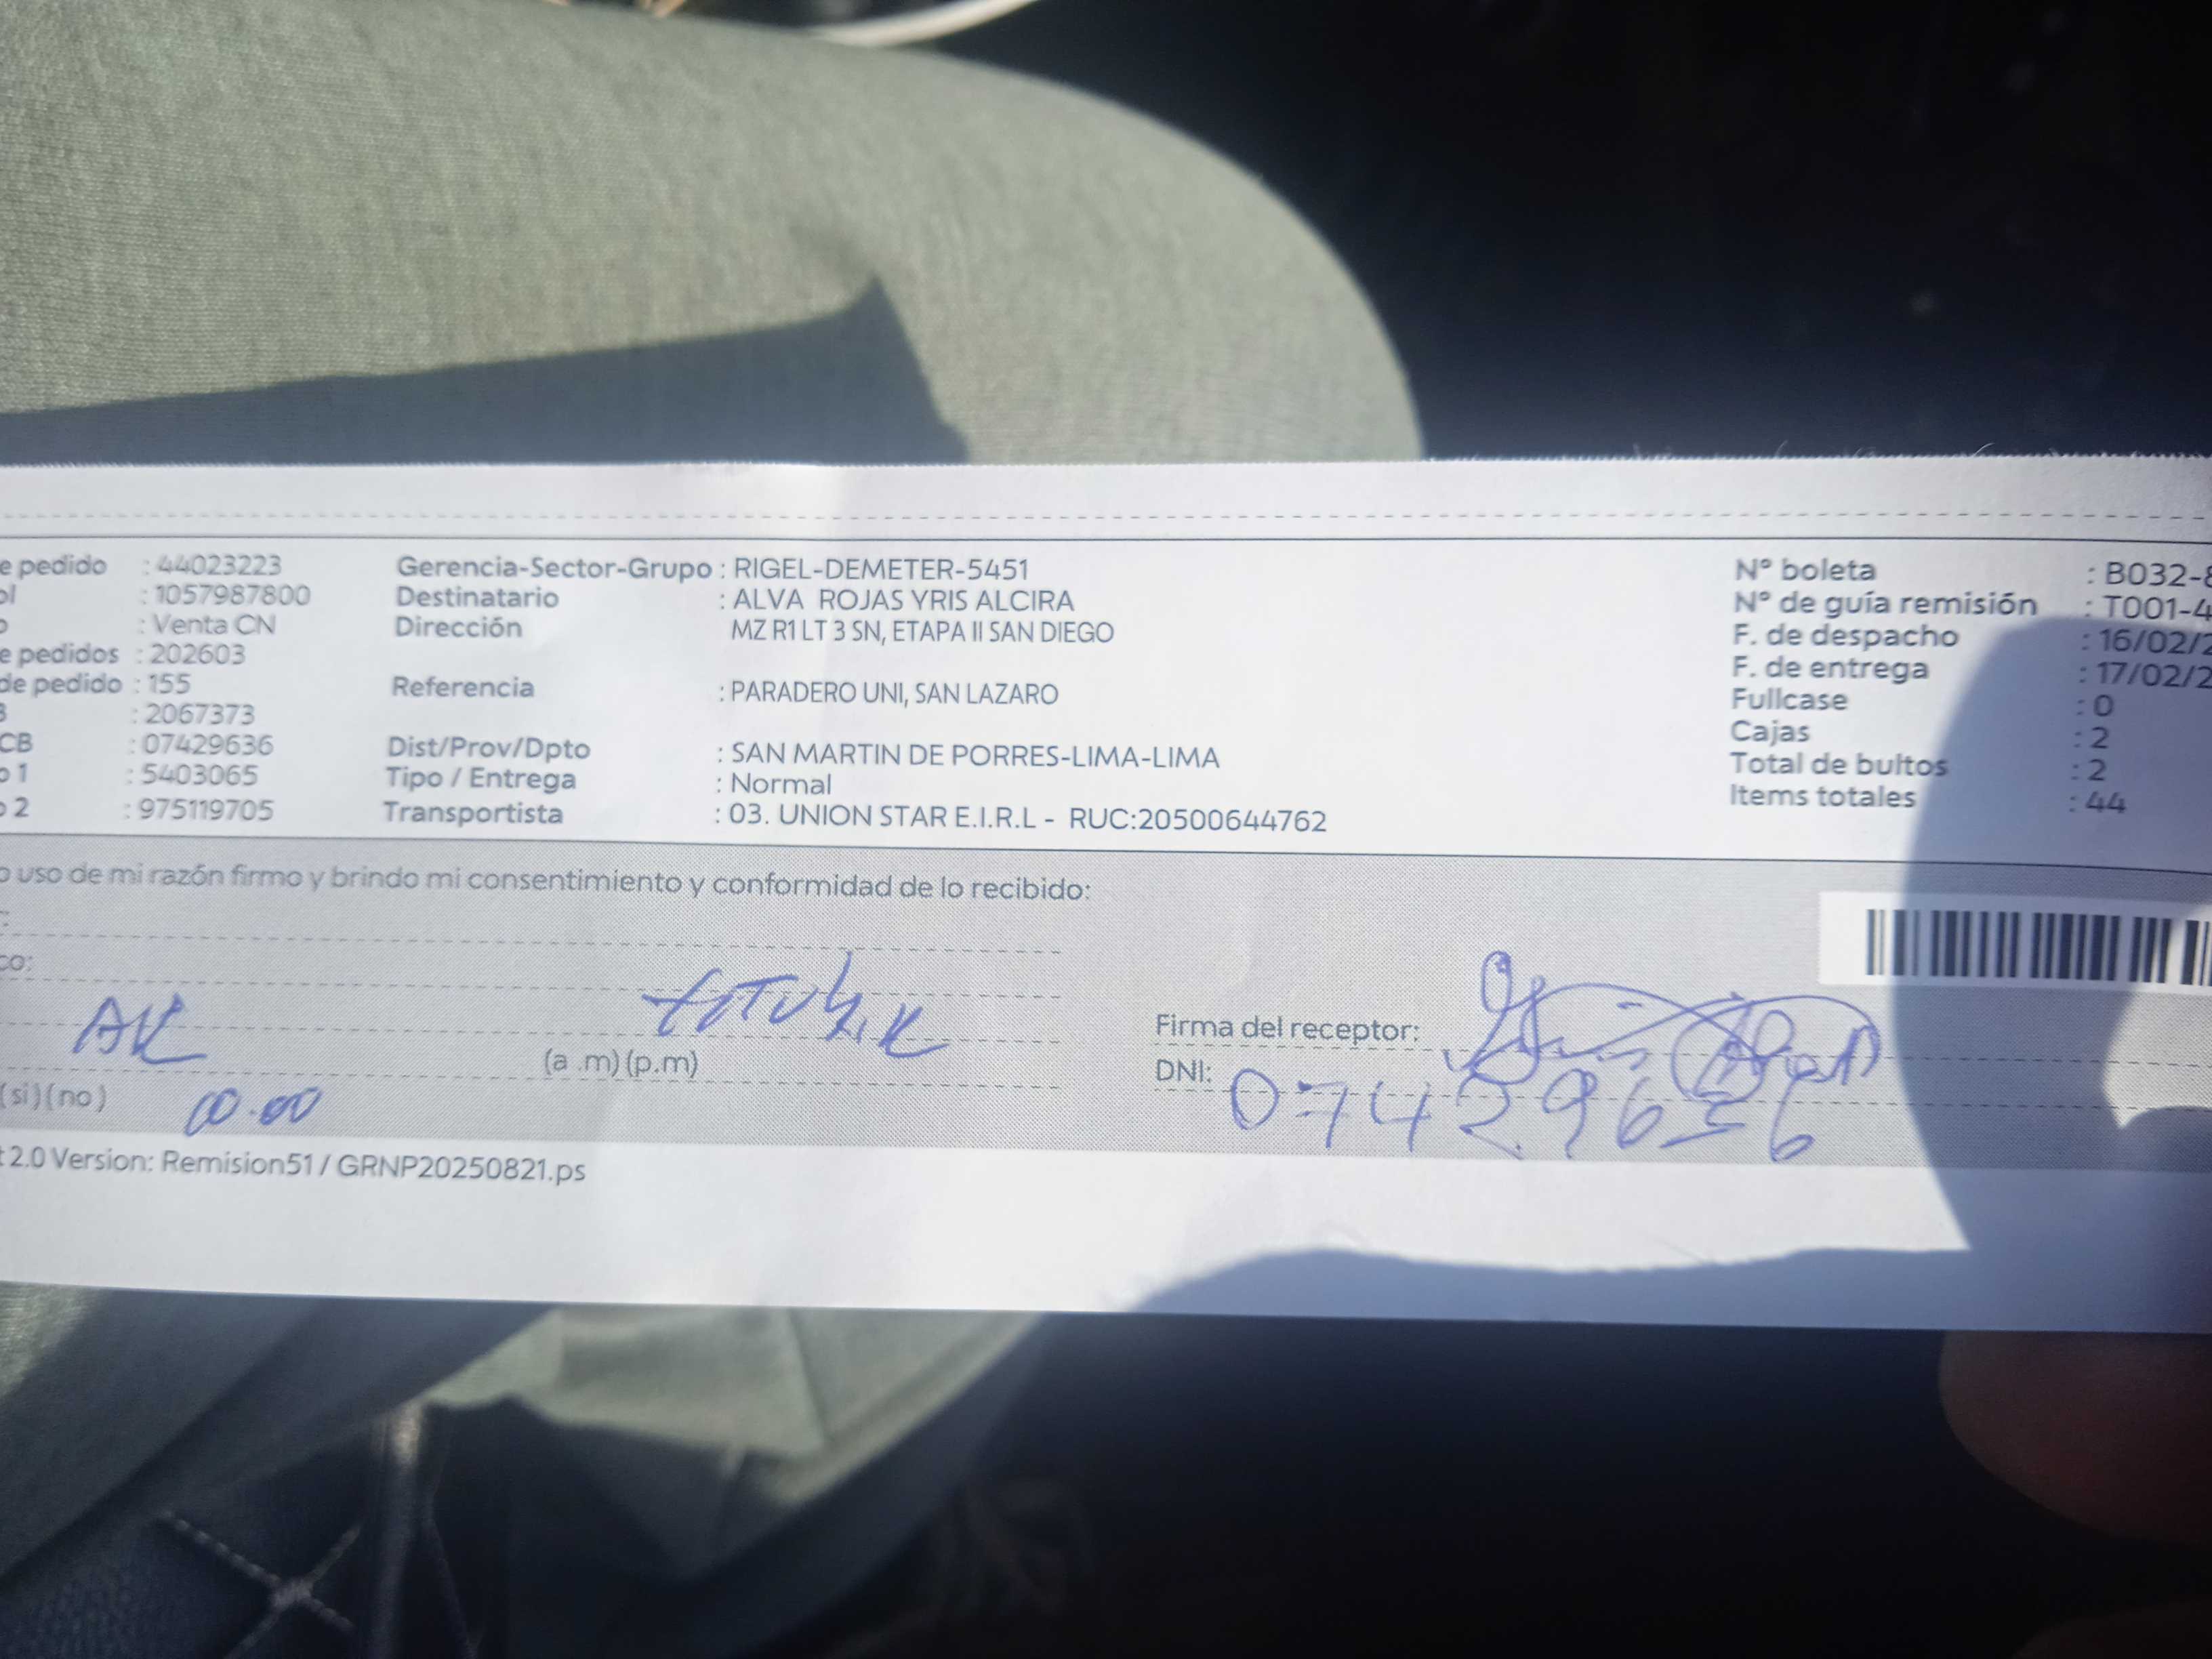 e pedido : 44023223 Gerencia-Sector-Grupo : RIGEL-DEMETER-5451 N° boleta : B032-8
ol : 1057987800 Destinatario : ALVA ROJAS YRIS ALCIRA N° de guía remisión : T001-4
o : Venta CN Dirección MZ R1 LT 3 SN, ETAPA II SAN DIEGO F. de despacho : 16/02/2
e pedidos : 202603 F. de entrega : 17/02/2
de pedido : 155 Referencia : PARADERO UNI, SAN LAZARO Fullcase : 0
: 2067373 Cajas : 2
CB : 07429636 Dist/Prov/Dpto : SAN MARTIN DE PORRES-LIMA-LIMA Total de bultos : 2
o 1 : 5403065 Tipo / Entrega : Normal Items totales : 44
o 2 : 975119705 Transportista : 03. UNION STAR E.I.R.L - RUC:20500644762
o uso de mi razón firmo y brindo mi consentimiento y conformidad de lo recibido:
co:
Firma del receptor:
(a .m) (p.m) DNI: 07429636
(si) (no)
t 2.0 Version: Remision51 / GRNP20250821.ps